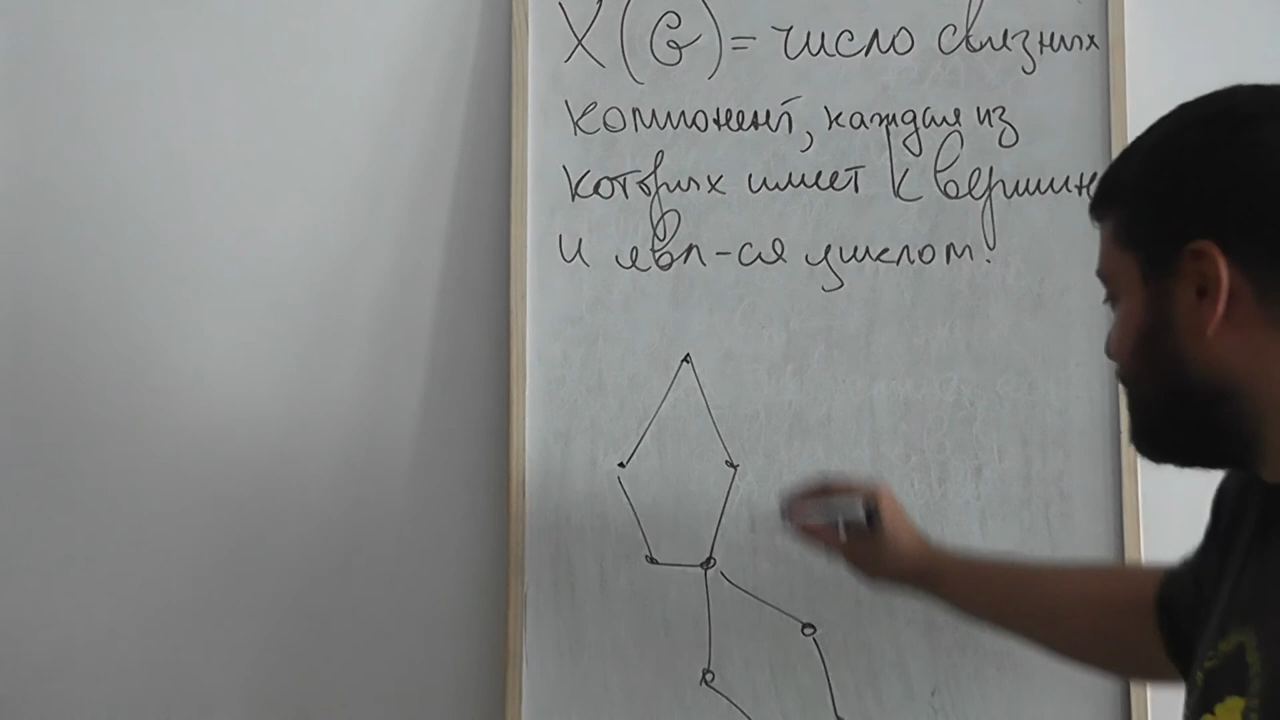 X(G) = число связных
компонент, каждая из
которых имеет k вершин
и явл-ся циклом.